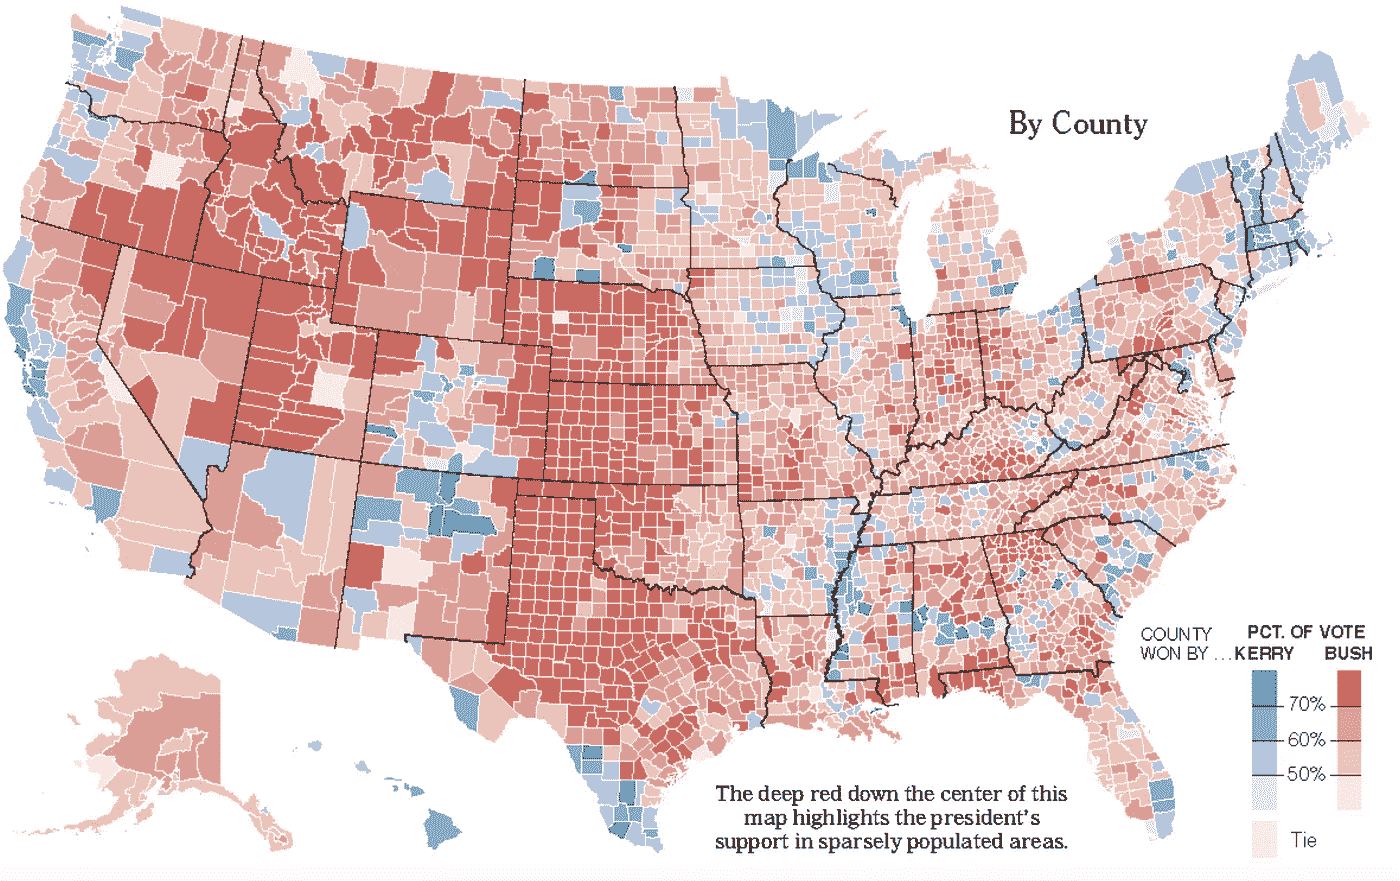 By County
COUNTY PCT. OF VOTE
WON BY ... KERRY BUSH
70%
60%
50%
Tie
The deep red down the center of this
map highlights the president's
support in sparsely populated areas.